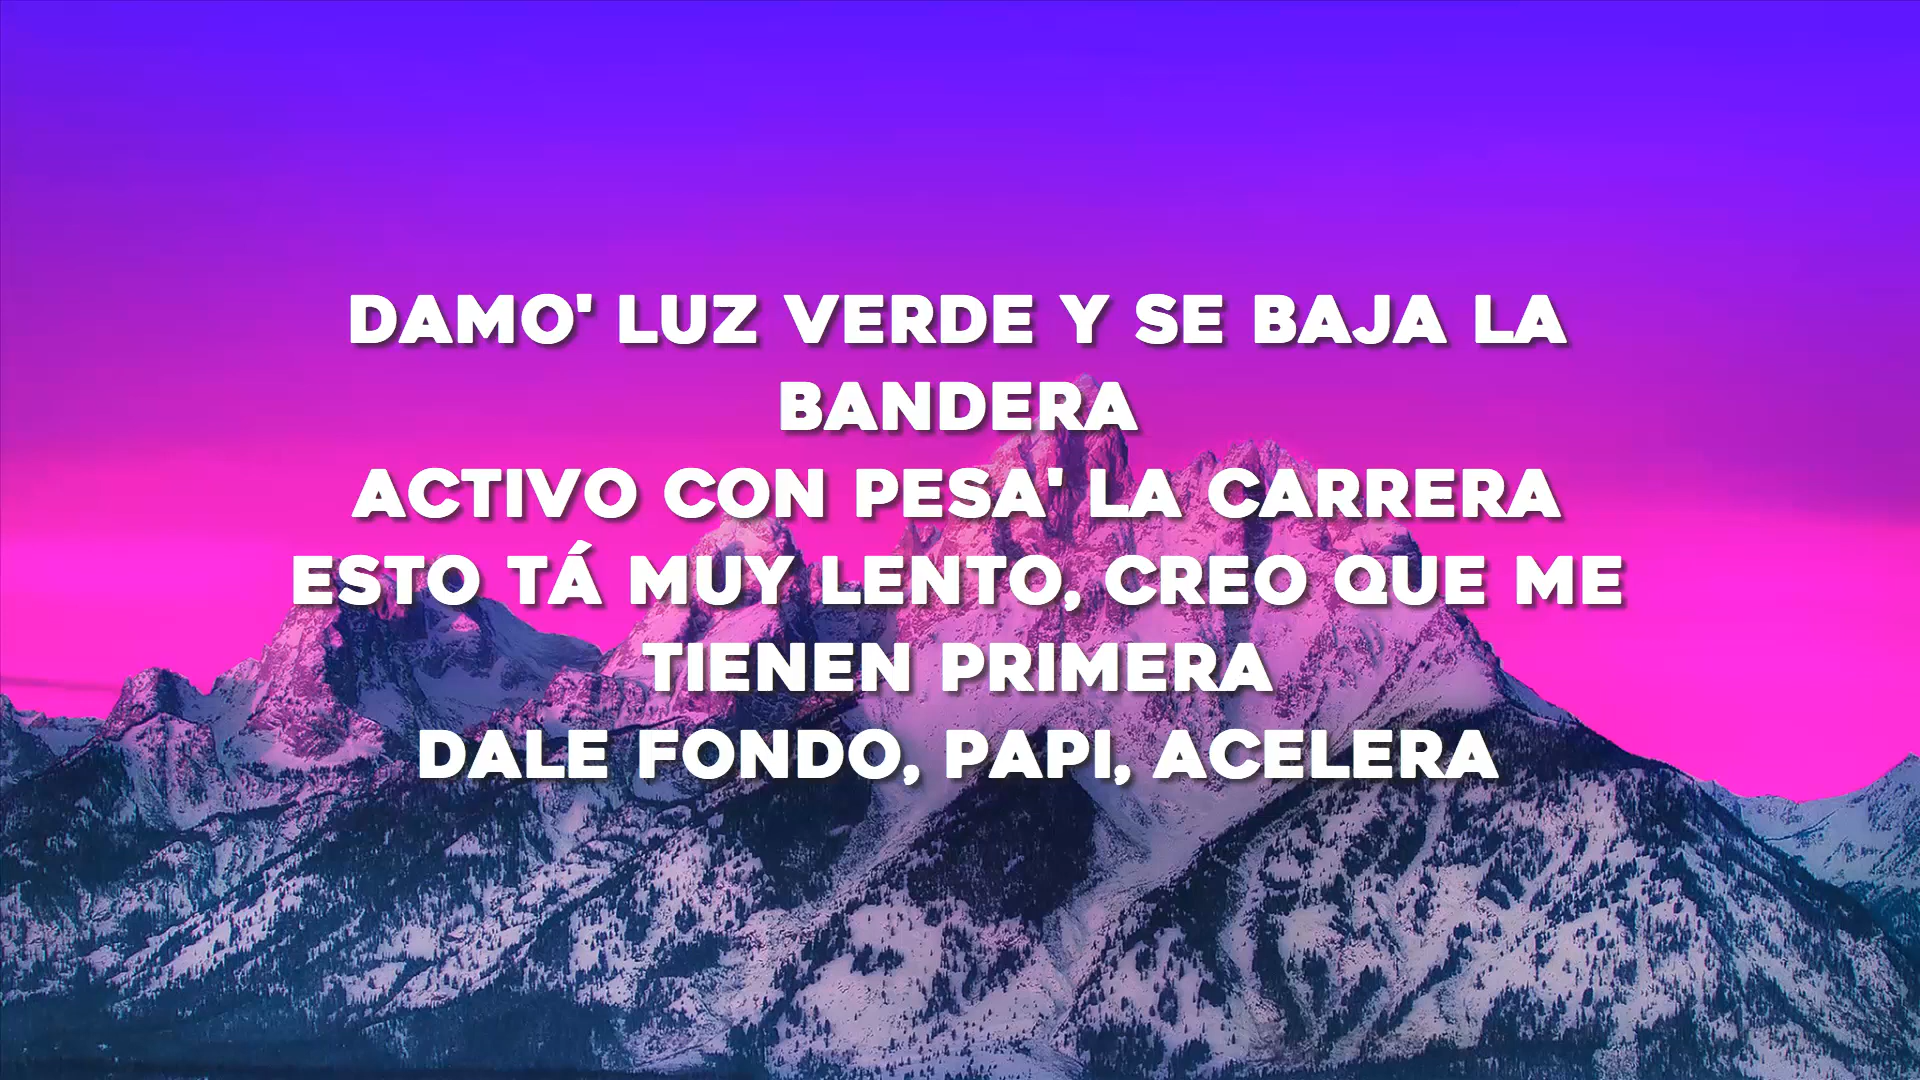 DAMO' LUZ VERDE Y SE BAJA LA
BANDERA
ACTIVO CON PESA' LA CARRERA
ESTO TÁ MUY LENTO, CREO QUE ME
TIENEN PRIMERA
DALE FONDO, PAPI, ACELERA